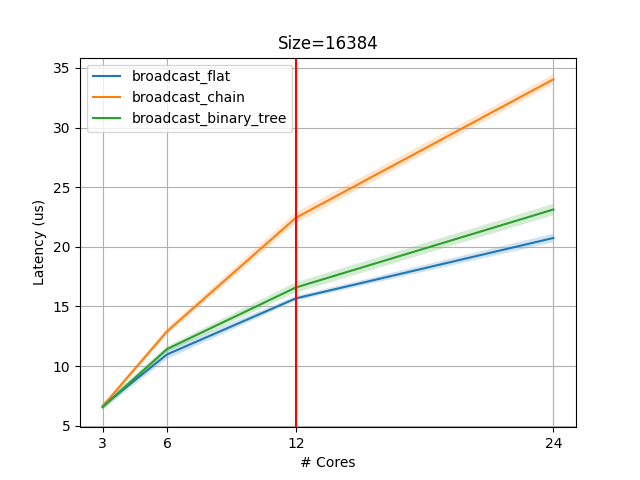 Size=16384
broadcast_flat
broadcast_chain
broadcast_binary_tree
Latency (us)
35
30
25
20
15
10
5
3 6 12 24
# Cores